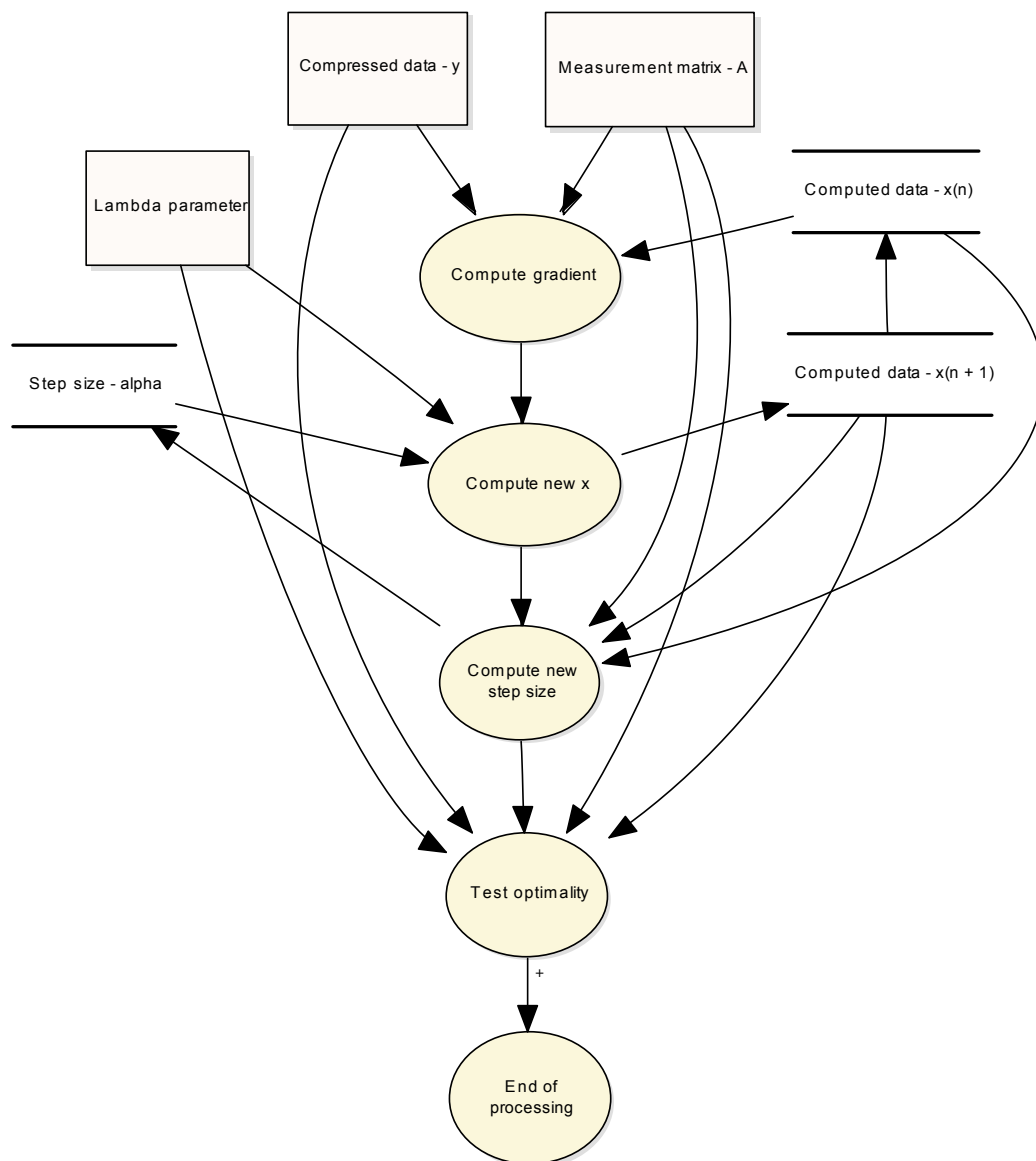 Compressed data - y
Measurement matrix - A
Computed data - x(n)
Lambda parameter
Compute gradient
Computed data - x(n + 1)
Step size - alpha
Compute new x
Compute new
step size
Test optimality
+
End of
processing